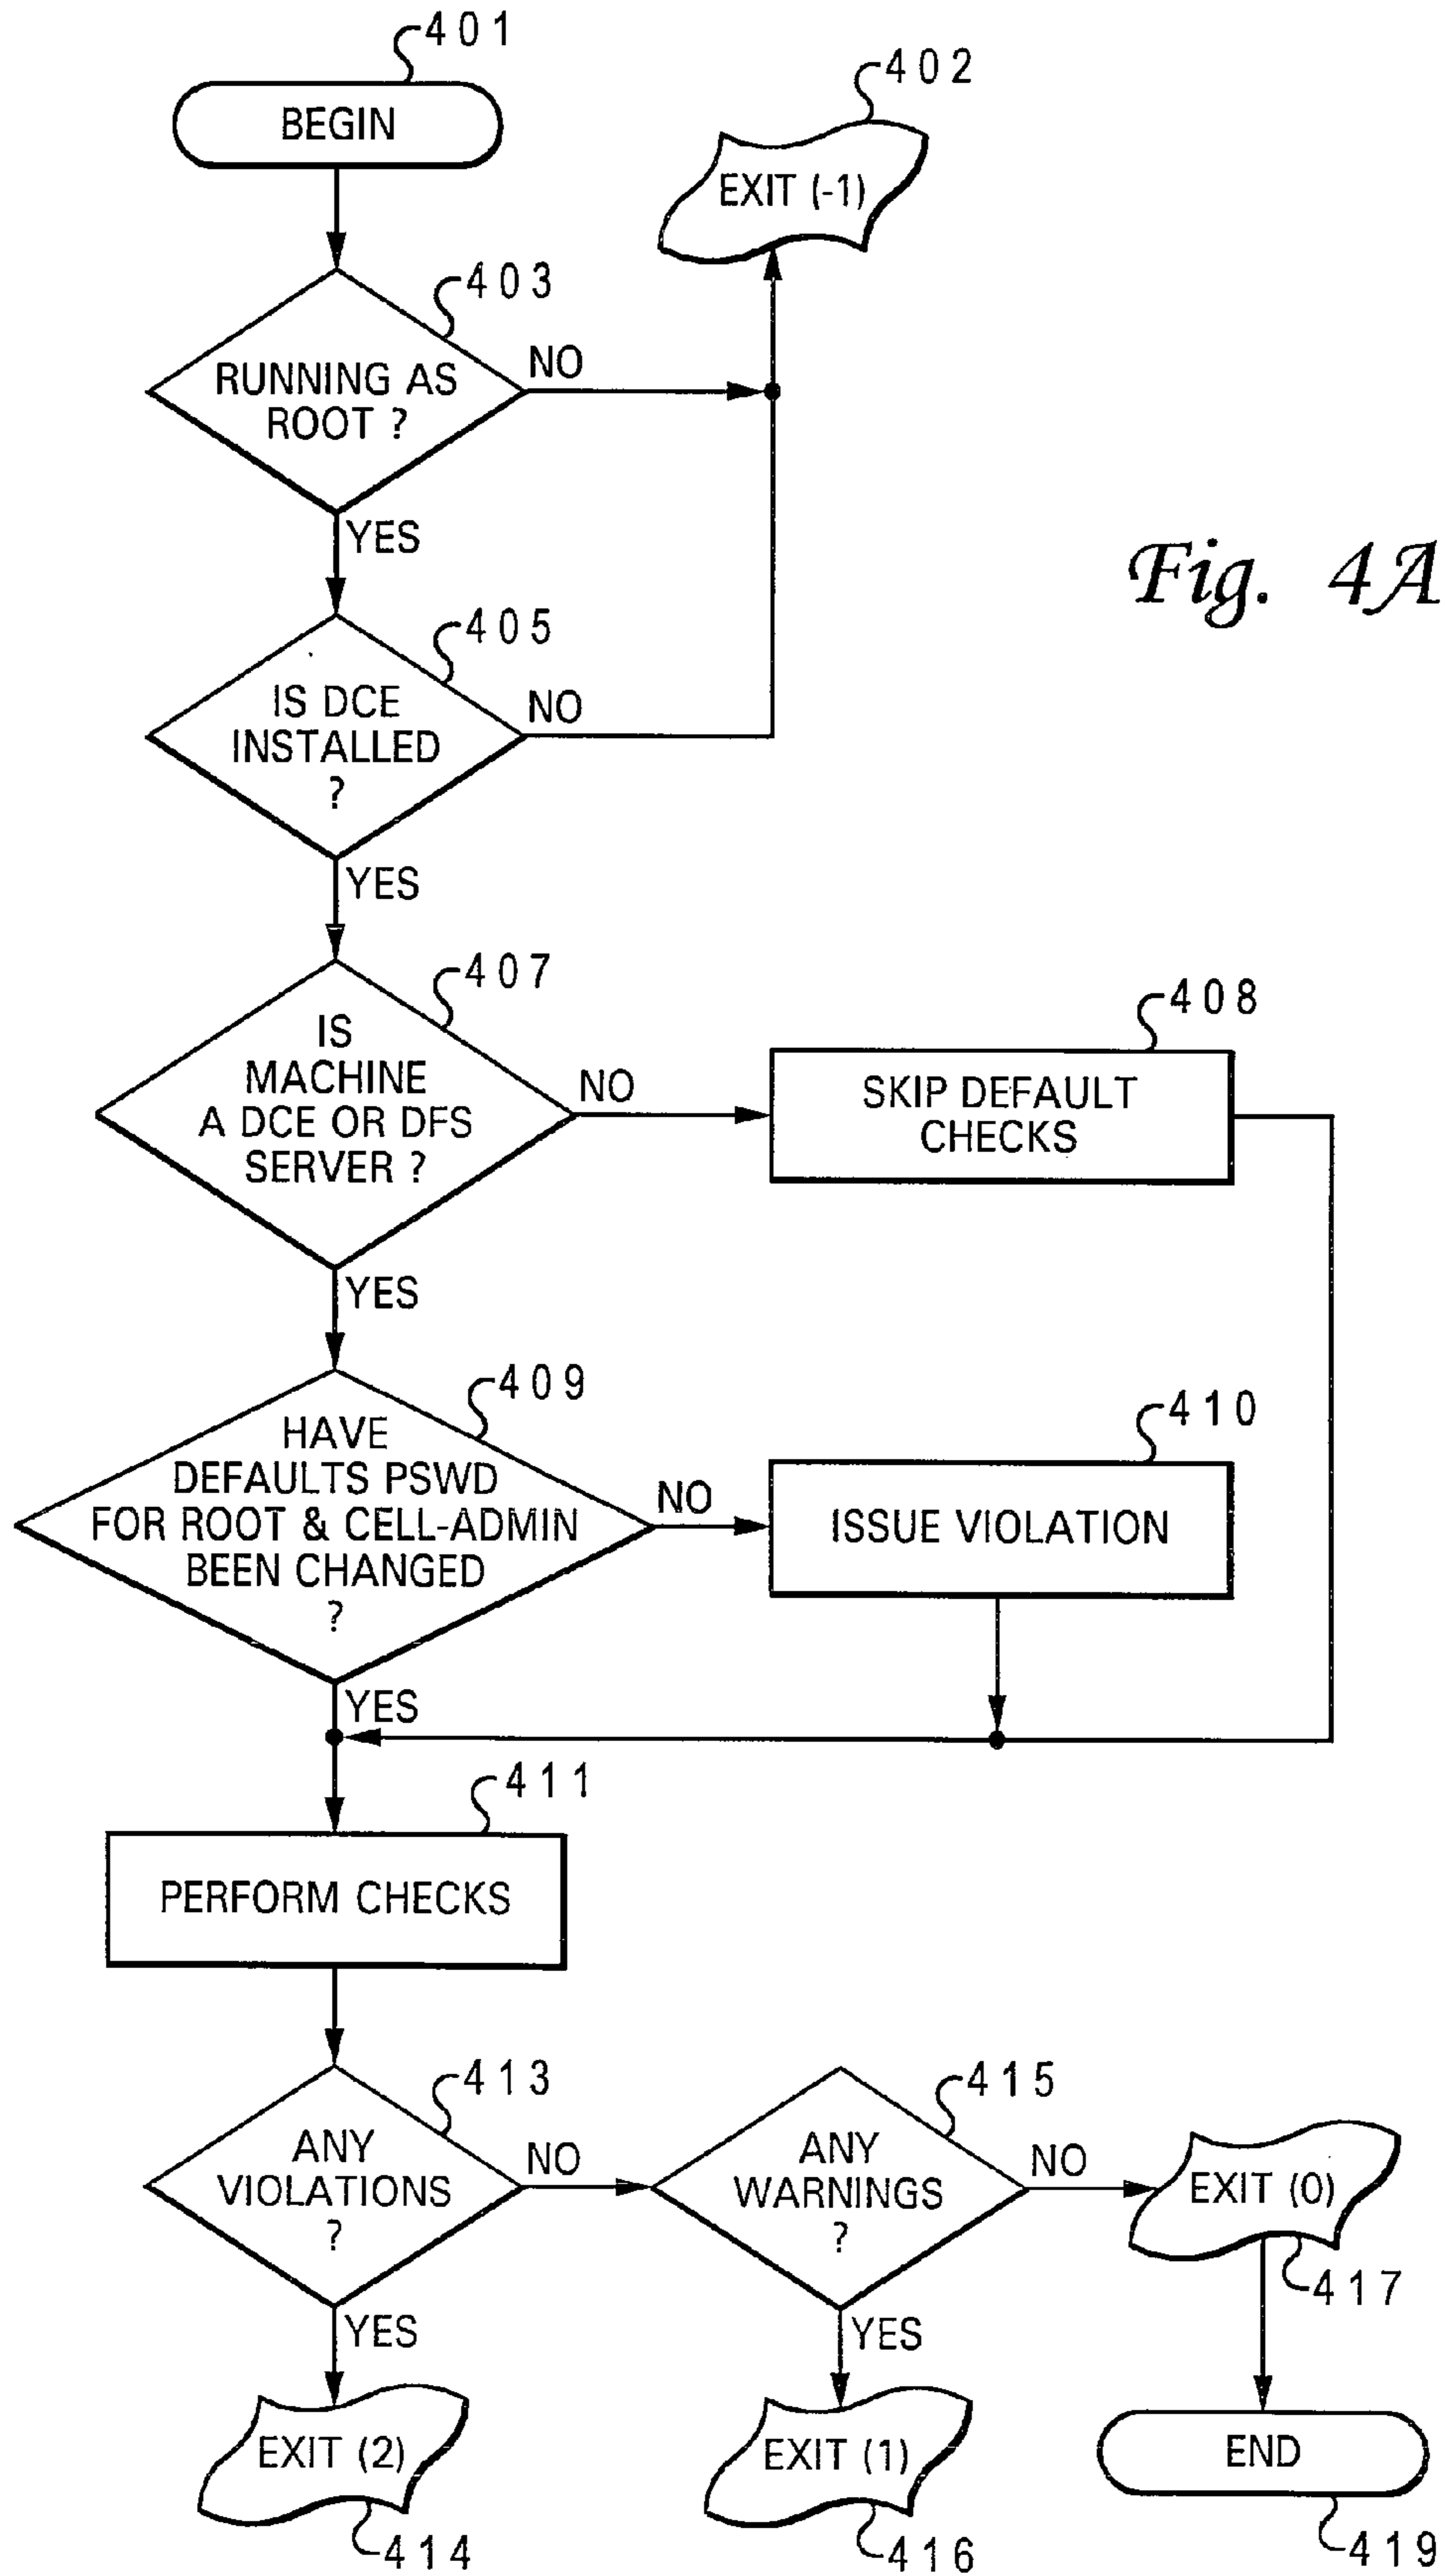 401
BEGIN
402
EXIT (-1)
403
RUNNING AS
ROOT ?
NO
YES
Fig. 4A
405
IS DCE
INSTALLED
?
NO
YES
407
IS
MACHINE
A DCE OR DFS
SERVER ?
NO
408
SKIP DEFAULT
CHECKS
YES
409
HAVE
DEFAULTS PSWD
FOR ROOT & CELL-ADMIN
BEEN CHANGED
?
NO
410
ISSUE VIOLATION
YES
411
PERFORM CHECKS
413
ANY
VIOLATIONS
?
NO
415
ANY
WARNINGS
?
NO
EXIT (0)
417
YES
EXIT (2)
414
YES
EXIT (1)
416
END
419